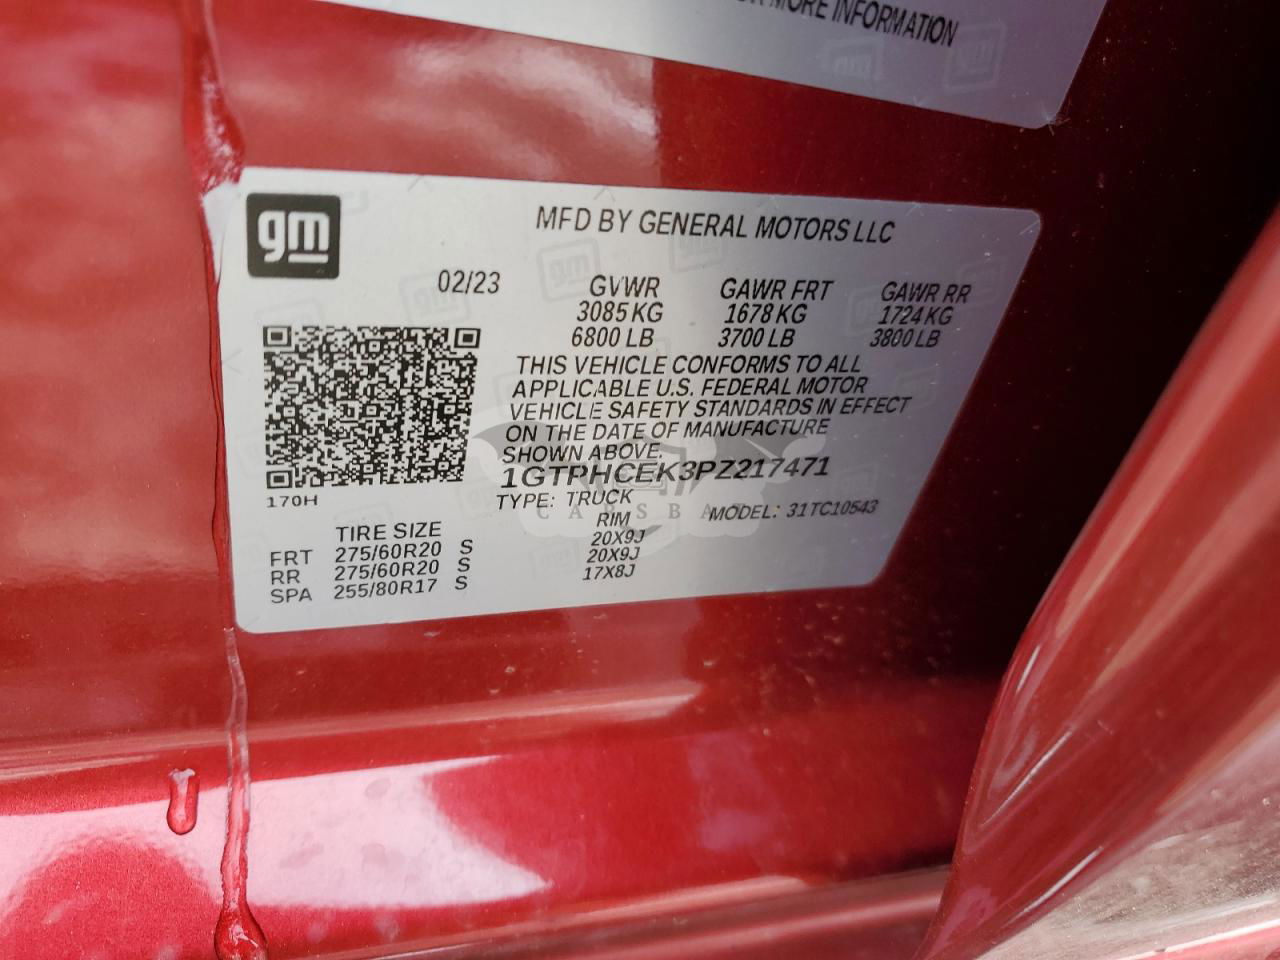 OR MORE INFORMATION
gm
MFD BY GENERAL MOTORS LLC
02/23
GVWR GAWR FRT GAWR RR
3085 KG 1678 KG 1724 KG
6800 LB 3700 LB 3800 LB
THIS VEHICLE CONFORMS TO ALL
APPLICABLE U.S. FEDERAL MOTOR
VEHICLE SAFETY STANDARDS IN EFFECT
ON THE DATE OF MANUFACTURE
SHOWN ABOVE.
1GTPHCEK3PZ217471
170H
TYPE: TRUCK MODEL: 31TC10543
TIRE SIZE RIM
FRT 275/60R20 S 20X9J
RR 275/60R20 S 20X9J
SPA 255/80R17 S 17X8J